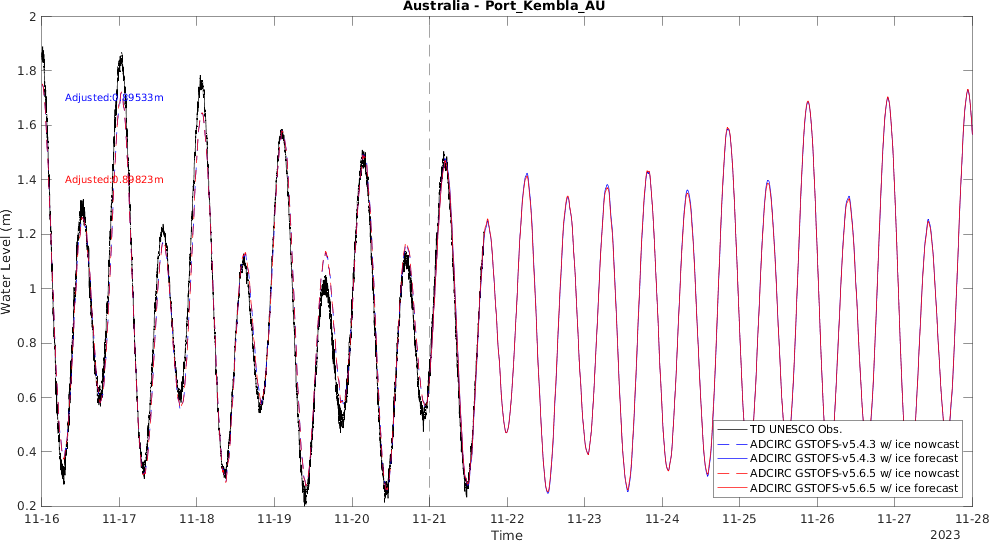 Australia - Port_Kembla_AU
2
1.8
1.6
1.4
1.2
1
0.8
0.6
0.4
0.2
Water Level (m)
Adjusted:0.89533m
Adjusted:0.89823m
TD UNESCO Obs.
ADCIRC GSTOFS-v5.4.3 w/ ice nowcast
ADCIRC GSTOFS-v5.4.3 w/ ice forecast
ADCIRC GSTOFS-v5.6.5 w/ ice nowcast
ADCIRC GSTOFS-v5.6.5 w/ ice forecast
11-16 11-17 11-18 11-19 11-20 11-21 11-22 11-23 11-24 11-25 11-26 11-27 11-28
Time
2023